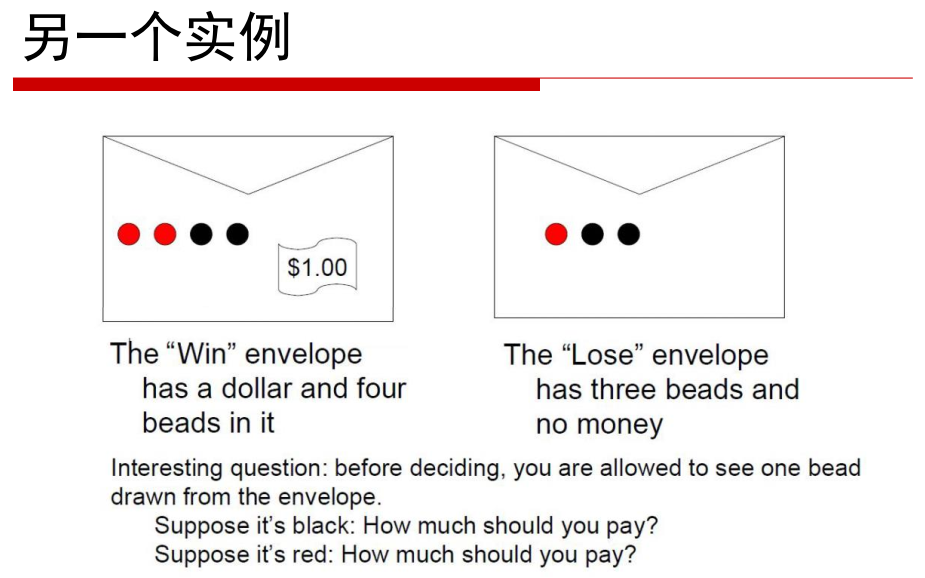 另一个实例
$1.00
The “Win” envelope
has a dollar and four
beads in it
The “Lose” envelope
has three beads and
no money
Interesting question: before deciding, you are allowed to see one bead
drawn from the envelope.
Suppose it’s black: How much should you pay?
Suppose it’s red: How much should you pay?